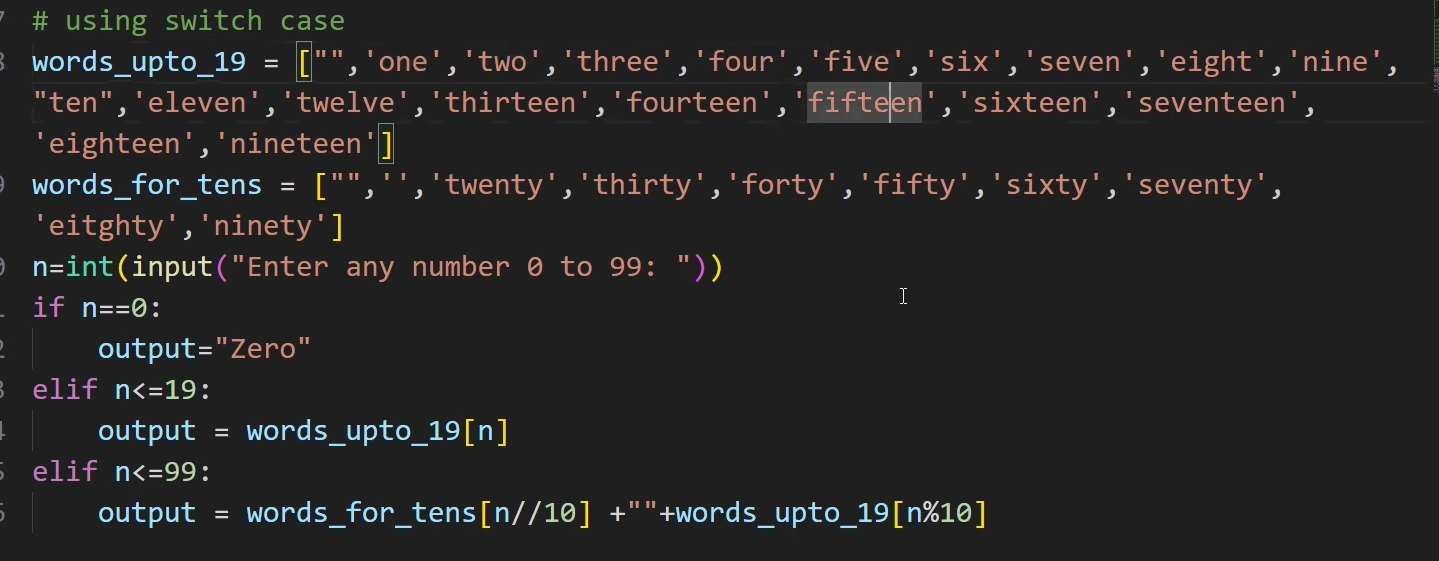 7 # using switch case
8 words_upto_19 = ["",'one','two','three','four','five','six','seven','eight','nine',
"ten",'eleven','twelve','thirteen','fourteen','fifteen','sixteen','seventeen',
'eighteen','nineteen']
9 words_for_tens = ["",'','twenty','thirty','forty','fifty','sixty','seventy',
'eitghty','ninety']
0 n=int(input("Enter any number 0 to 99: "))
1 if n==0:
2     output="Zero"
3 elif n<=19:
4     output = words_upto_19[n]
5 elif n<=99:
6     output = words_for_tens[n//10] +""+words_upto_19[n%10]